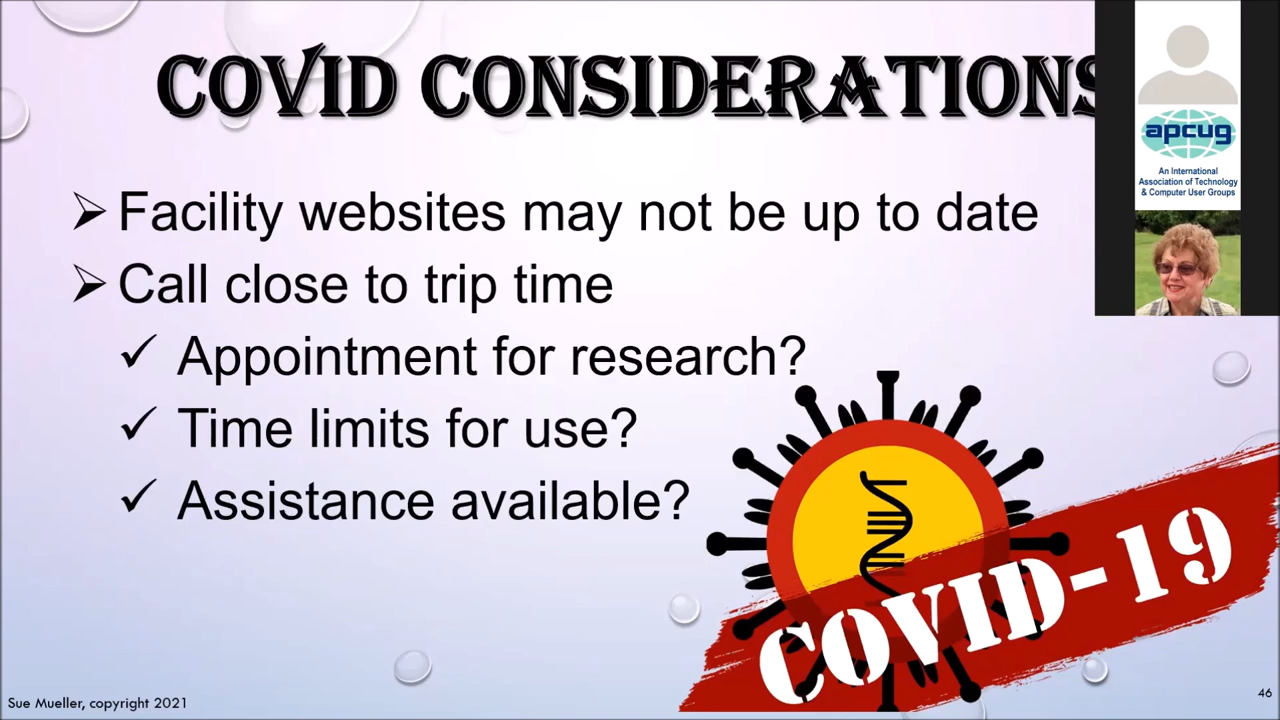 COVID CONSIDERATIONS
➢ Facility websites may not be up to date
➢ Call close to trip time
✓ Appointment for research?
✓ Time limits for use?
✓ Assistance available?
apcug
An International
Association of Technology
& Computer User Groups
COVID-19
Sue Mueller, copyright 2021
46